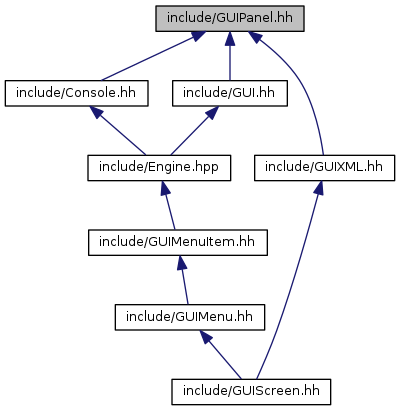 include/GUIPanel.hh
include/Console.hh
include/GUI.hh
include/Engine.hpp
include/GUIXML.hh
include/GUIMenuItem.hh
include/GUIMenu.hh
include/GUIScreen.hh